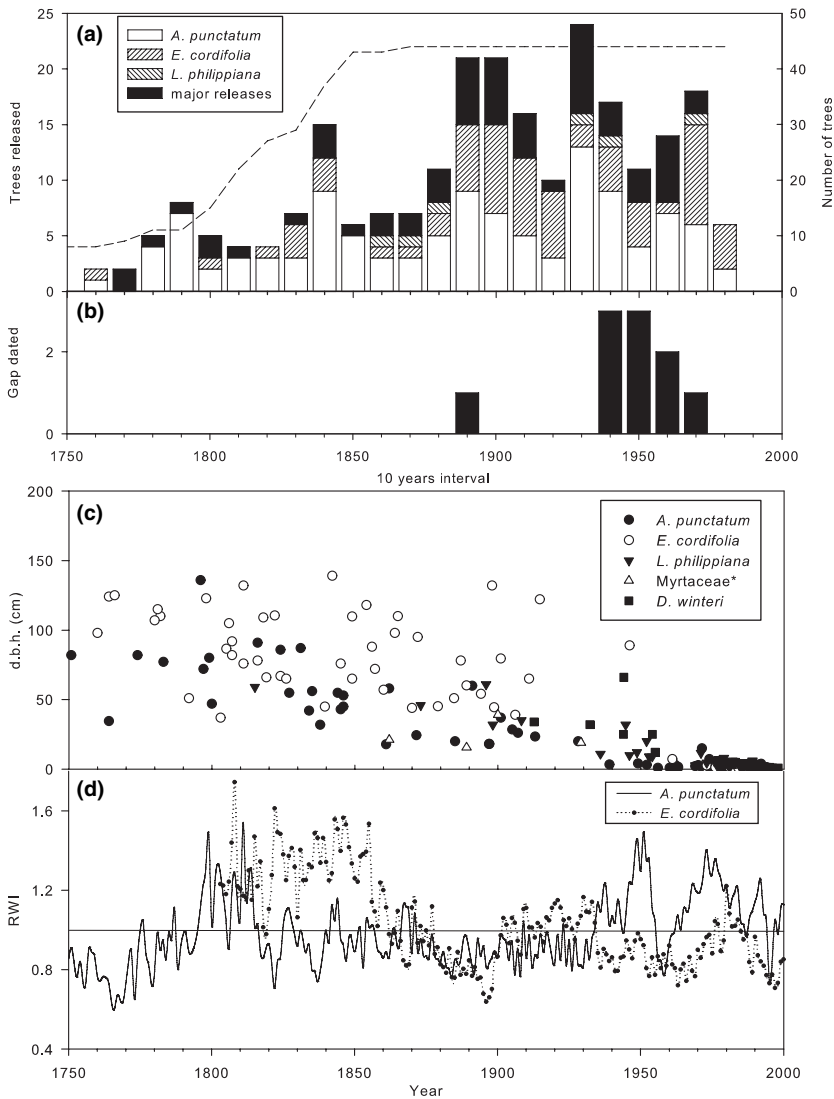 (a)
A. punctatum
E. cordifolia
L. philippiana
major releases
Trees released
25
20
15
10
5
0
Number of trees
50
40
30
20
10
0
(b)
Gap dated
2
0
1750
1800
1850
1900
1950
2000
10 years interval
(c)
A. punctatum
E. cordifolia
L. philippiana
Myrtaceae*
D. winteri
d.b.h. (cm)
200
150
100
50
0
(d)
A. punctatum
E. cordifolia
RWI
1.6
1.2
0.8
0.4
1750
1800
1850
1900
1950
2000
Year